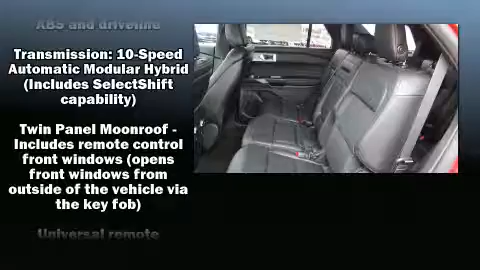 XBS and driveline
Transmission: 10-Speed
Automatic Modular Hybrid
(Includes SelectShift
capability)
Twin Panel Moonroof -
Includes remote control
front windows (opens
front windows from
outside of the vehicle via
the key fob)
Universal remote